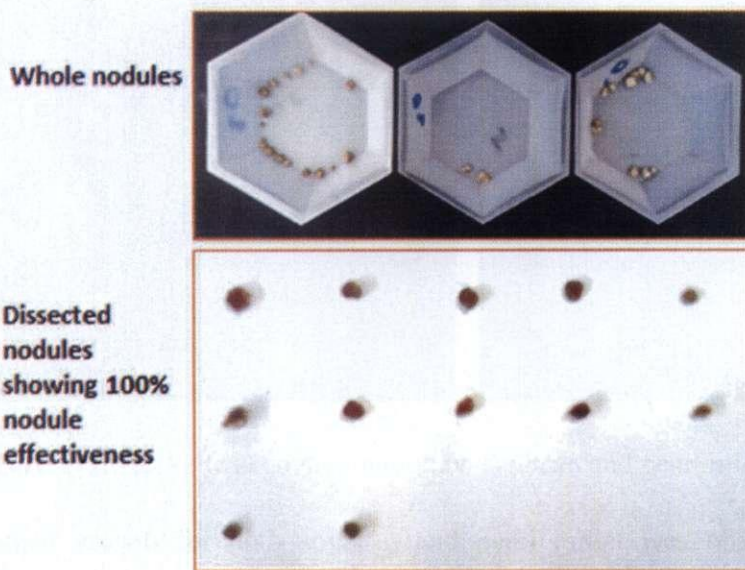 Whole nodules
Dissected
nodules
showing 100%
nodule
effectiveness